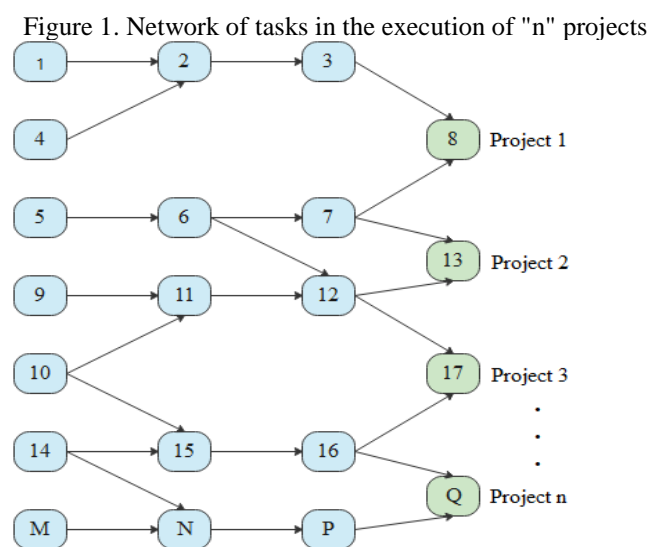 Figure 1. Network of tasks in the execution of "n" projects
1 2 3
4 8 Project 1
5 6 7
13 Project 2
9 11 12
10 17 Project 3
14 15 16
Q Project n
M N P